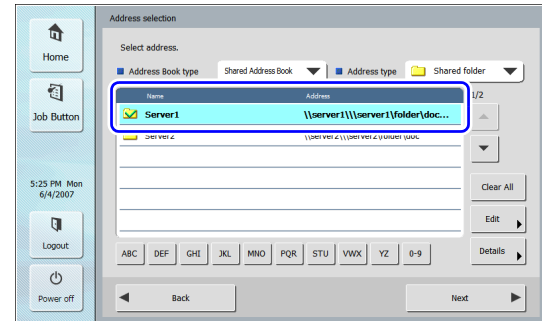 Address selection
Home
Select address.
Address Book type Shared Address Book Address type Shared folder
Name Address 1/2
Server1 \\server1\\\server1\folder\doc...
Server2 \\server2\\\server2\folder\doc
Job Button
5:25 PM Mon
6/4/2007
Clear All
Edit
Logout
ABC DEF GHI JKL MNO PQR STU VWX YZ 0-9 Details
Power off
Back Next